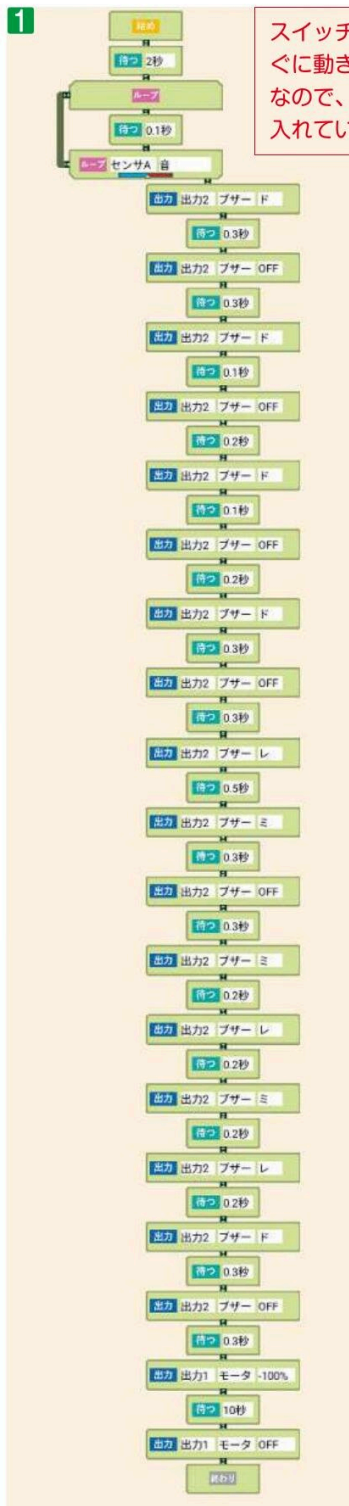 1
始め
スイッチ
ぐに動き
なので、
入れてい
待つ 2秒
ループ
待つ 0.1秒
ループ センサA 音
出力 出力2 ブザー ド
待つ 0.3秒
出力 出力2 ブザー OFF
待つ 0.3秒
出力 出力2 ブザー ド
待つ 0.1秒
出力 出力2 ブザー OFF
待つ 0.2秒
出力 出力2 ブザー ド
待つ 0.1秒
出力 出力2 ブザー OFF
待つ 0.2秒
出力 出力2 ブザー ド
待つ 0.3秒
出力 出力2 ブザー OFF
待つ 0.3秒
出力 出力2 ブザー レ
待つ 0.5秒
出力 出力2 ブザー ミ
待つ 0.3秒
出力 出力2 ブザー OFF
待つ 0.3秒
出力 出力2 ブザー ミ
待つ 0.2秒
出力 出力2 ブザー レ
待つ 0.2秒
出力 出力2 ブザー ミ
待つ 0.2秒
出力 出力2 ブザー レ
待つ 0.2秒
出力 出力2 ブザー ド
待つ 0.3秒
出力 出力2 ブザー OFF
待つ 0.3秒
出力 出力1 モータ -100%
待つ 10秒
出力 出力1 モータ OFF
終わり